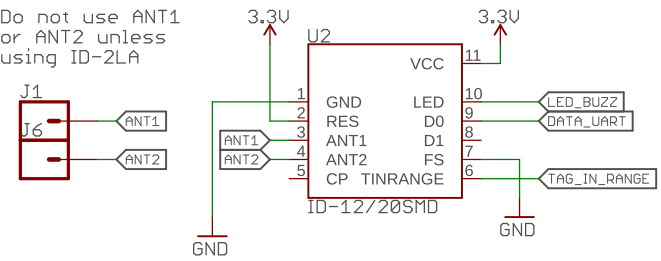 Do not use ANT1
or ANT2 unless
using ID-2LA
J1
ANT1
J6
ANT2
3.3V
3.3V
U2
VCC 11
1 GND
LED 10
LED_BUZZ
2 RES
D0 9
DATA_UART
ANT1
3 ANT1
D1 8
ANT2
4 ANT2
FS 7
5 CP
TINRANGE 6
TAG_IN_RANGE
ID-12/20SMD
GND
GND